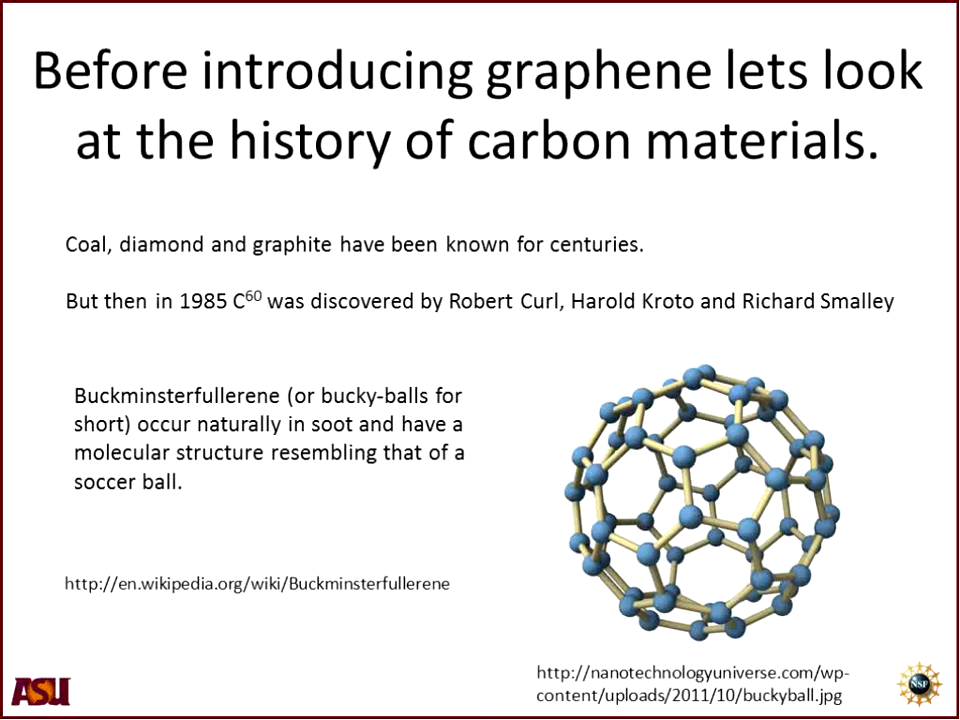 Before introducing graphene lets look
at the history of carbon materials.
Coal, diamond and graphite have been known for centuries.
But then in 1985 C⁶⁰ was discovered by Robert Curl, Harold Kroto and Richard Smalley
Buckminsterfullerene (or bucky-balls for
short) occur naturally in soot and have a
molecular structure resembling that of a
soccer ball.
http://en.wikipedia.org/wiki/Buckminsterfullerene
http://nanotechnologyuniverse.com/wp-
content/uploads/2011/10/buckyball.jpg
ASU
NSF